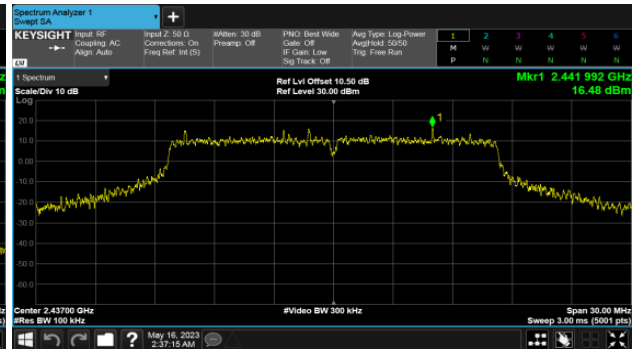 Spectrum Analyzer 1
Swept SA
+
KEYSIGHT Input: RF Input Z: 50 Ω #Atten: 30 dB PNO: Best Wide Avg Type: Log-Power 1 2 3 4 5 6
Coupling: AC Corrections: On Preamp: Off Gate: Off Avg|Hold: 50/50 M W W W W W
Align: Auto Freq Ref: Int (S) IF Gain: Low Trig: Free Run P N N N N N
Sig Track: Off
LXI
1 Spectrum Ref Lvl Offset 10.50 dB Mkr1 2.441 992 GHz
Scale/Div 10 dB Ref Level 30.00 dBm 16.48 dBm
Log
20.0
1
10.0
0.00
-10.0
-20.0
-30.0
-40.0
-50.0
-60.0
Center 2.43700 GHz #Video BW 300 kHz Span 30.00 MHz
#Res BW 100 kHz Sweep 3.00 ms (5001 pts)
? May 16, 2023
2:37:15 AM